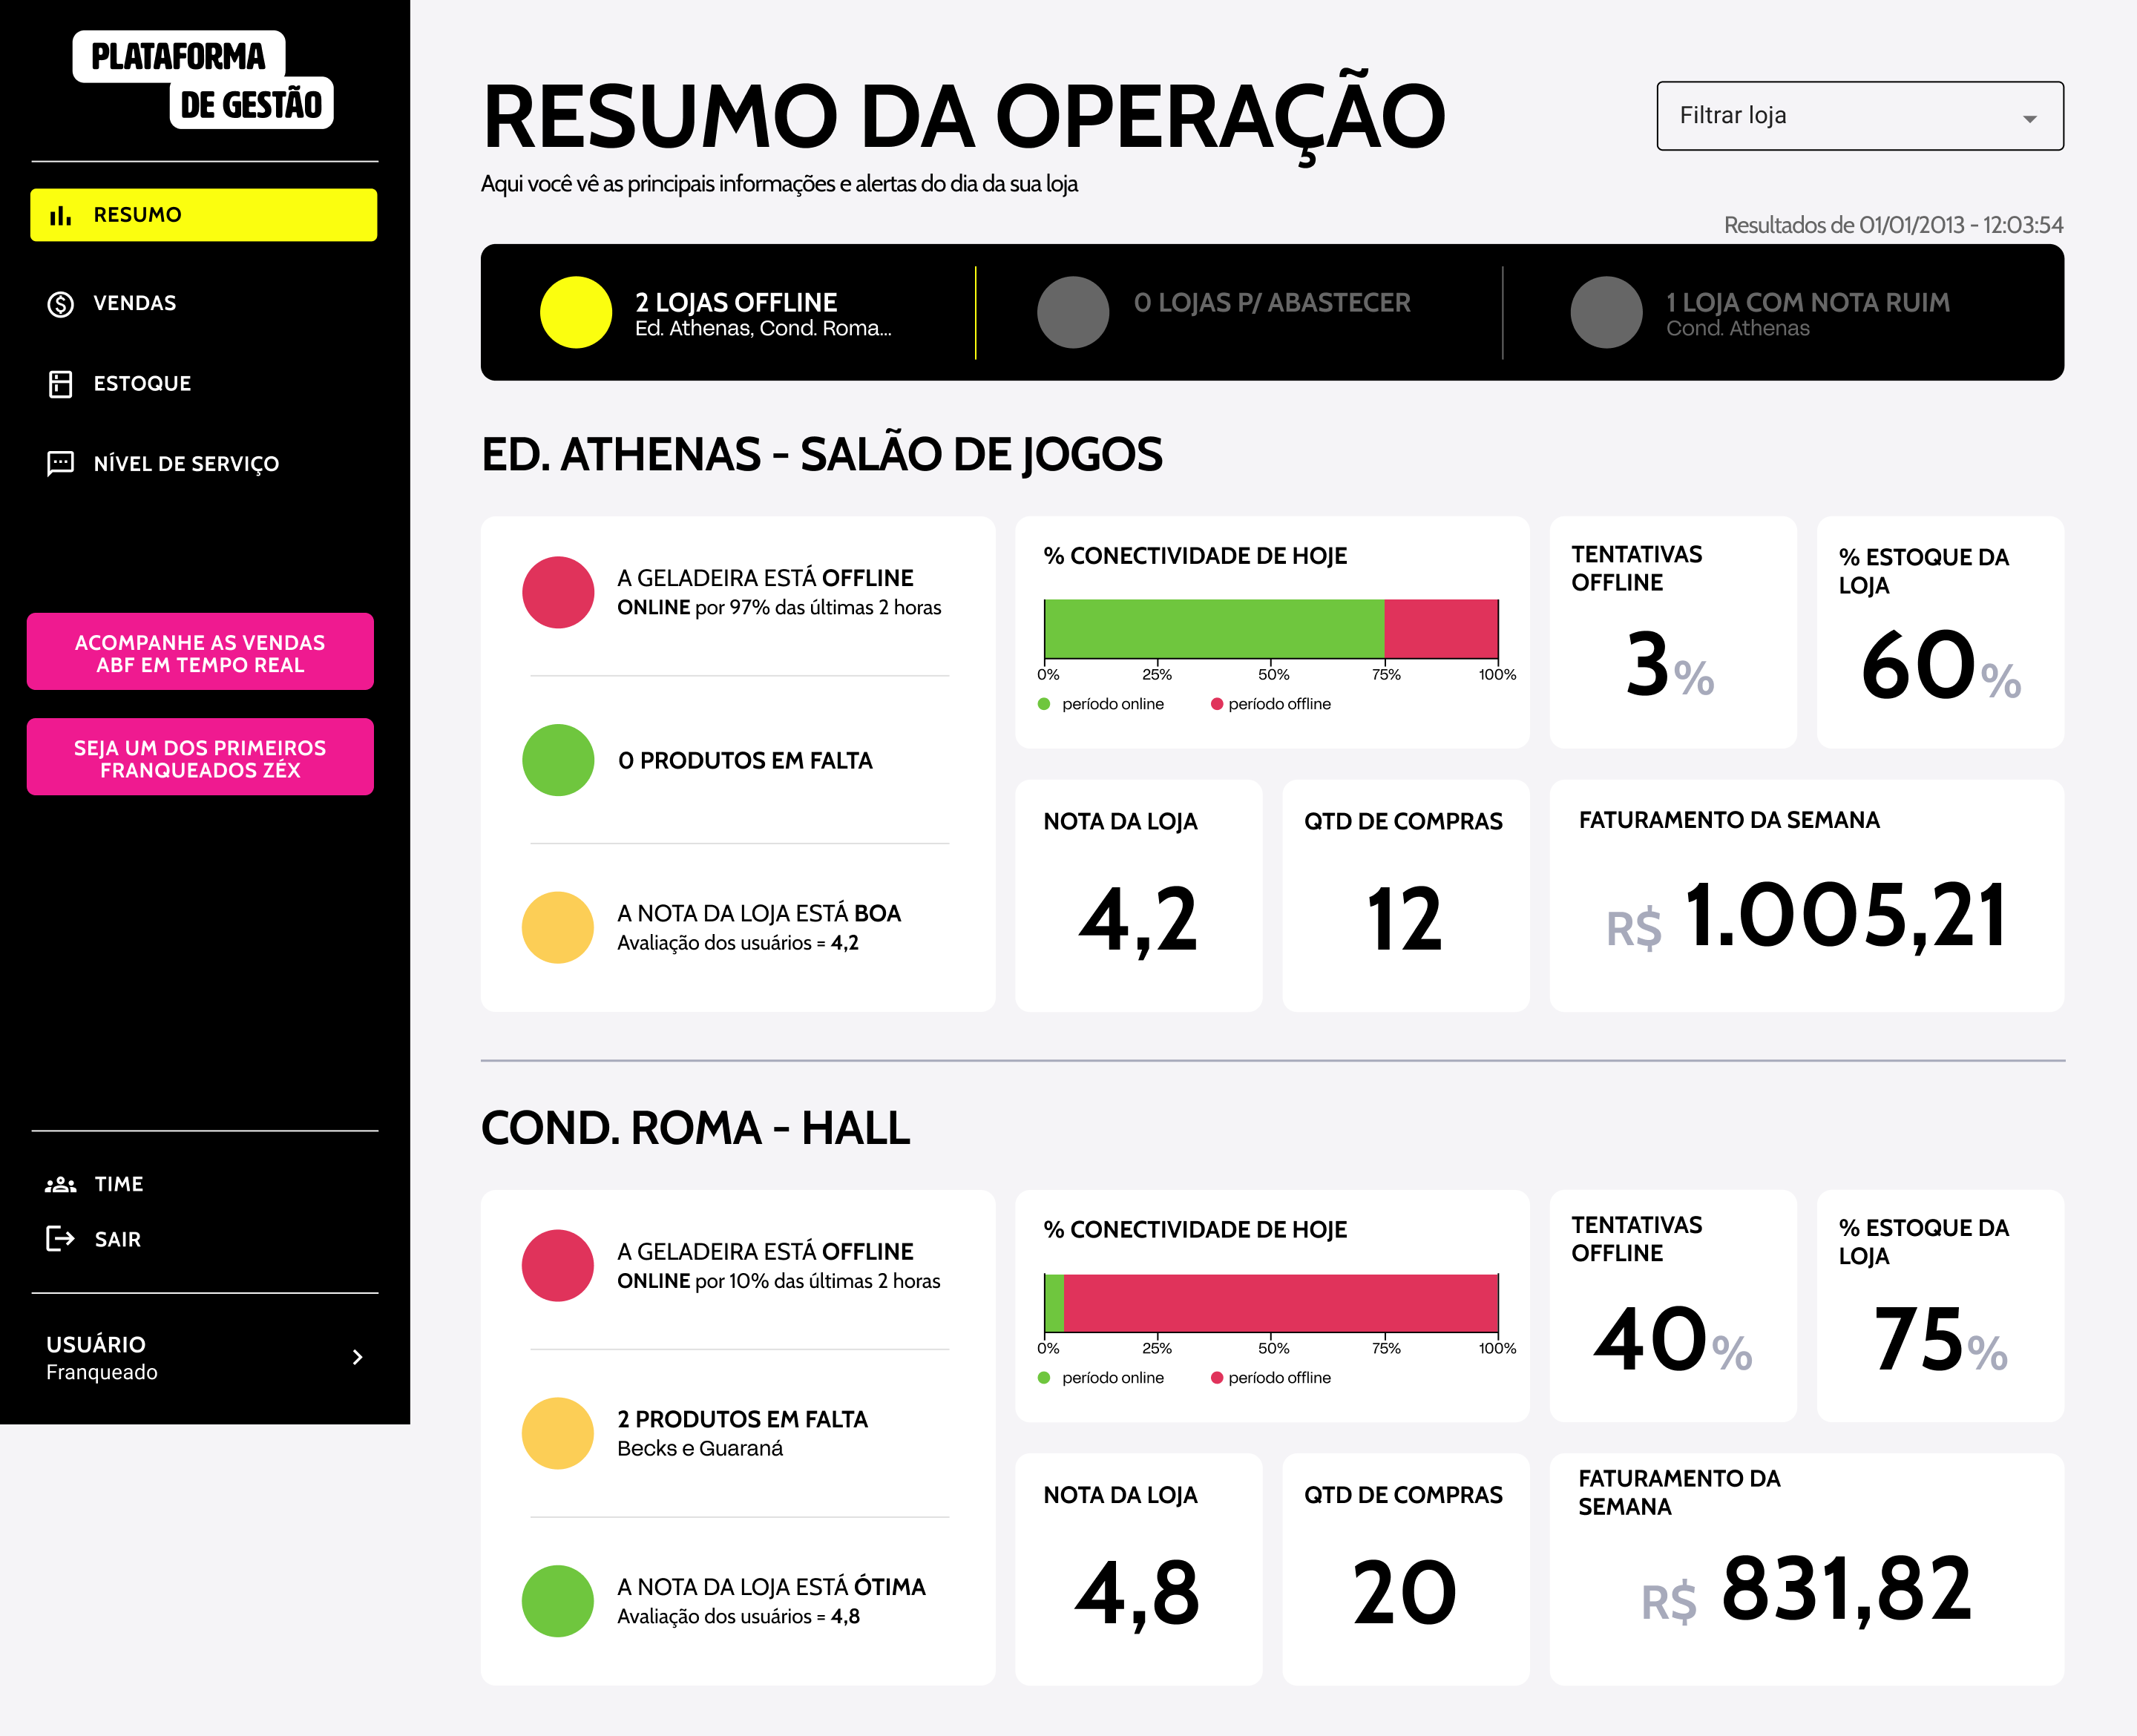 PLATAFORMA
DE GESTÃO
RESUMO
VENDAS
ESTOQUE
NÍVEL DE SERVIÇO
ACOMPANHE AS VENDAS
ABF EM TEMPO REAL
SEJA UM DOS PRIMEIROS
FRANQUEADOS ZÉX
TIME
SAIR
USUÁRIO
Franqueado
RESUMO DA OPERAÇÃO
Aqui você vê as principais informações e alertas do dia da sua loja
Filtrar loja
Resultados de 01/01/2013 - 12:03:54
2 LOJAS OFFLINE
Ed. Athenas, Cond. Roma...
0 LOJAS P/ ABASTECER
1 LOJA COM NOTA RUIM
Cond. Athenas
ED. ATHENAS - SALÃO DE JOGOS
A GELADEIRA ESTÁ OFFLINE
ONLINE por 97% das últimas 2 horas
0 PRODUTOS EM FALTA
A NOTA DA LOJA ESTÁ BOA
Avaliação dos usuários = 4,2
% CONECTIVIDADE DE HOJE
0% 25% 50% 75% 100%
período online período offline
TENTATIVAS
OFFLINE
3%
% ESTOQUE DA
LOJA
60%
NOTA DA LOJA
4,2
QTD DE COMPRAS
12
FATURAMENTO DA SEMANA
R$ 1.005,21
COND. ROMA - HALL
A GELADEIRA ESTÁ OFFLINE
ONLINE por 10% das últimas 2 horas
2 PRODUTOS EM FALTA
Becks e Guaraná
A NOTA DA LOJA ESTÁ ÓTIMA
Avaliação dos usuários = 4,8
% CONECTIVIDADE DE HOJE
0% 25% 50% 75% 100%
período online período offline
TENTATIVAS
OFFLINE
40%
% ESTOQUE DA
LOJA
75%
NOTA DA LOJA
4,8
QTD DE COMPRAS
20
FATURAMENTO DA
SEMANA
R$ 831,82